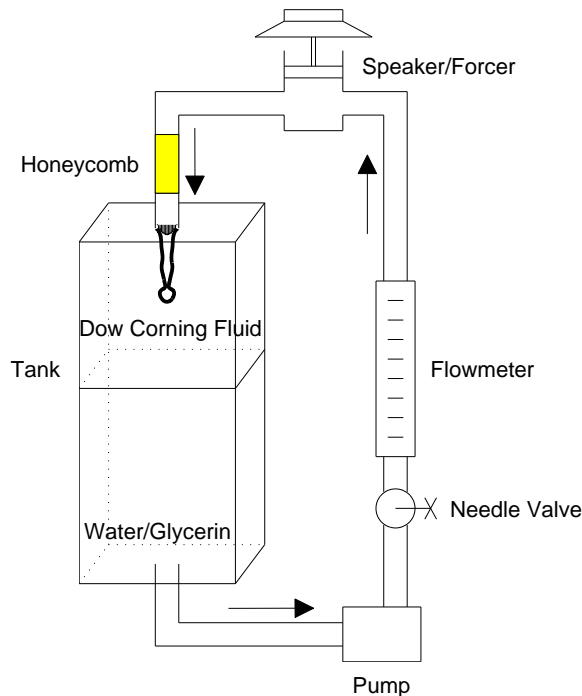 Speaker/Forcer
Honeycomb
Dow Corning Fluid
Tank
Flowmeter
Water/Glycerin
Needle Valve
Pump